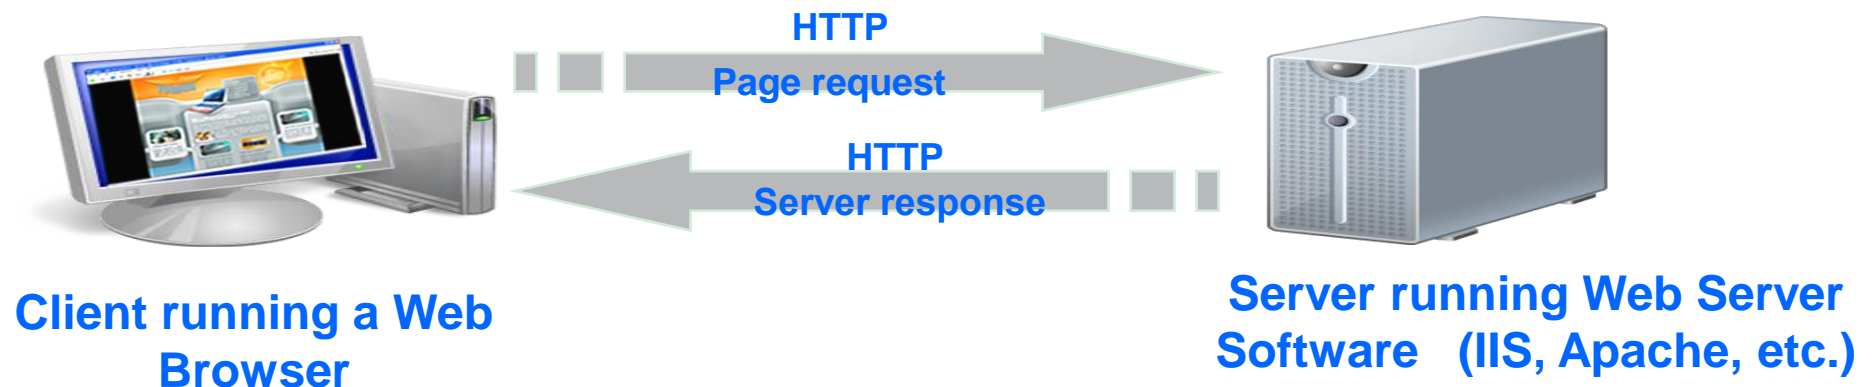 HTTP
Page request
HTTP
Server response
Client running a Web
Browser
Server running Web Server
Software (IIS, Apache, etc.)